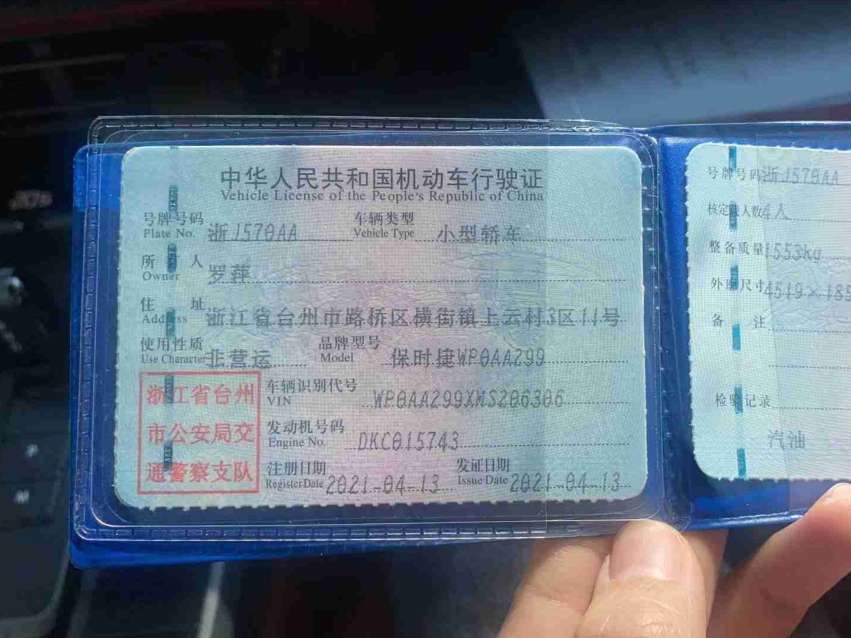 中华人民共和国机动车行驶证
Vehicle License of the People's Republic of China
号牌号码 浙J570AA 车辆类型 小型轿车
Plate No. Vehicle Type
所有人 罗萍
Owner
住址 浙江省台州市路桥区横街镇上云村3区11号
Address
使用性质 非营运 品牌型号 保时捷WP0AA299
Use Character Model
浙江省台州
市公安局交
通警察支队
车辆识别代号 WP0AA299XMS206306
VIN
发动机号码 DKC015743
Engine No.
注册日期 2021-04-13 发证日期 2021-04-13
Register Date Issue Date
号牌号码 浙J570AA
核定载人数 4人
整备质量 1553kg
外廓尺寸 4519×185
备注
检验记录
汽油